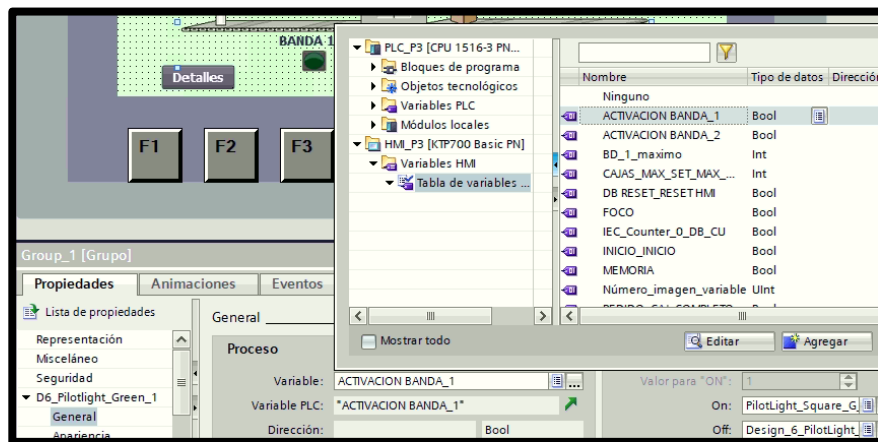 BANDA 1
Detalles
F1 F2 F3
PLC_P3 [CPU 1516-3 PN...
Bloques de programa
Objetos tecnológicos
Variables PLC
Módulos locales
HMI_P3 [KTP700 Basic PN]
Variables HMI
Tabla de variables ...
Nombre Tipo de datos Dirección
Ninguno
ACTIVACION BANDA_1 Bool
ACTIVACION BANDA_2 Bool
BD_1_maximo Int
CAJAS_MAX_SET_MAX_... Int
DB RESET_RESET HMI Bool
FOCO Bool
IEC_Counter_0_DB_CU Bool
INICIO_INICIO Bool
MEMORIA Bool
Número_imagen_variable UInt
Mostrar todo
Editar Agregar
Group_1 [Grupo]
Propiedades Animaciones Eventos
Lista de propiedades
Representación
Misceláneo
Seguridad
D6_Pilotlight_Green_1
General
Apariencia
General
Proceso
Variable: ACTIVACION BANDA_1 ...
Variable PLC: "ACTIVACION BANDA_1"
Dirección: Bool
Valor para "ON": 1
On: PilotLight_Square_G
Off: Design_6_PilotLight_